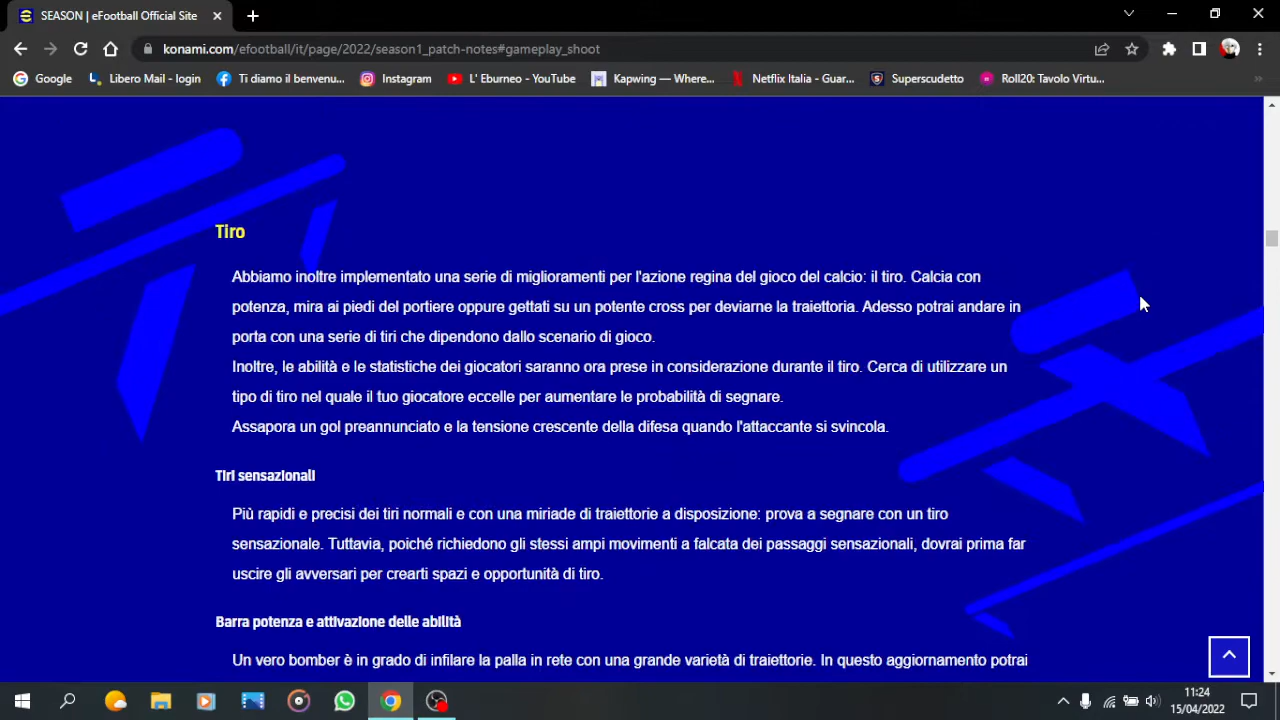 SEASON | eFootball Official Site
konami.com/efootball/it/page/2022/season1_patch-notes#gameplay_shoot
Google
Libero Mail - login
Ti diamo il benvenu...
Instagram
L' Eburneo - YouTube
Kapwing — Where...
Netflix Italia - Guar...
Superscudetto
Roll20: Tavolo Virtu...
Tiro
Abbiamo inoltre implementato una serie di miglioramenti per l'azione regina del gioco del calcio: il tiro. Calcia con
potenza, mira ai piedi del portiere oppure gettati su un potente cross per deviarne la traiettoria. Adesso potrai andare in
porta con una serie di tiri che dipendono dallo scenario di gioco.
Inoltre, le abilità e le statistiche dei giocatori saranno ora prese in considerazione durante il tiro. Cerca di utilizzare un
tipo di tiro nel quale il tuo giocatore eccelle per aumentare le probabilità di segnare.
Assapora un gol preannunciato e la tensione crescente della difesa quando l'attaccante si svincola.
Tiri sensazionali
Più rapidi e precisi dei tiri normali e con una miriade di traiettorie a disposizione: prova a segnare con un tiro
sensazionale. Tuttavia, poiché richiedono gli stessi ampi movimenti a falcata dei passaggi sensazionali, dovrai prima far
uscire gli avversari per crearti spazi e opportunità di tiro.
Barra potenza e attivazione delle abilità
Un vero bomber è in grado di infilare la palla in rete con una grande varietà di traiettorie. In questo aggiornamento potrai
11:24
15/04/2022